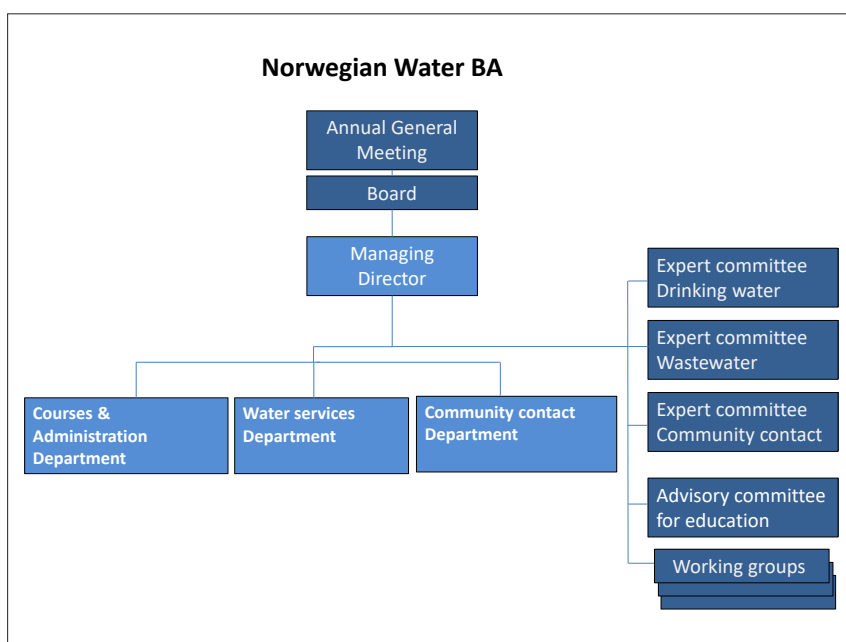 Norwegian Water BA
Annual General
Meeting
Board
Managing
Director
Expert committee
Drinking water
Expert committee
Wastewater
Courses &
Administration
Department
Water services
Department
Community contact
Department
Expert committee
Community contact
Advisory committee
for education
Working groups